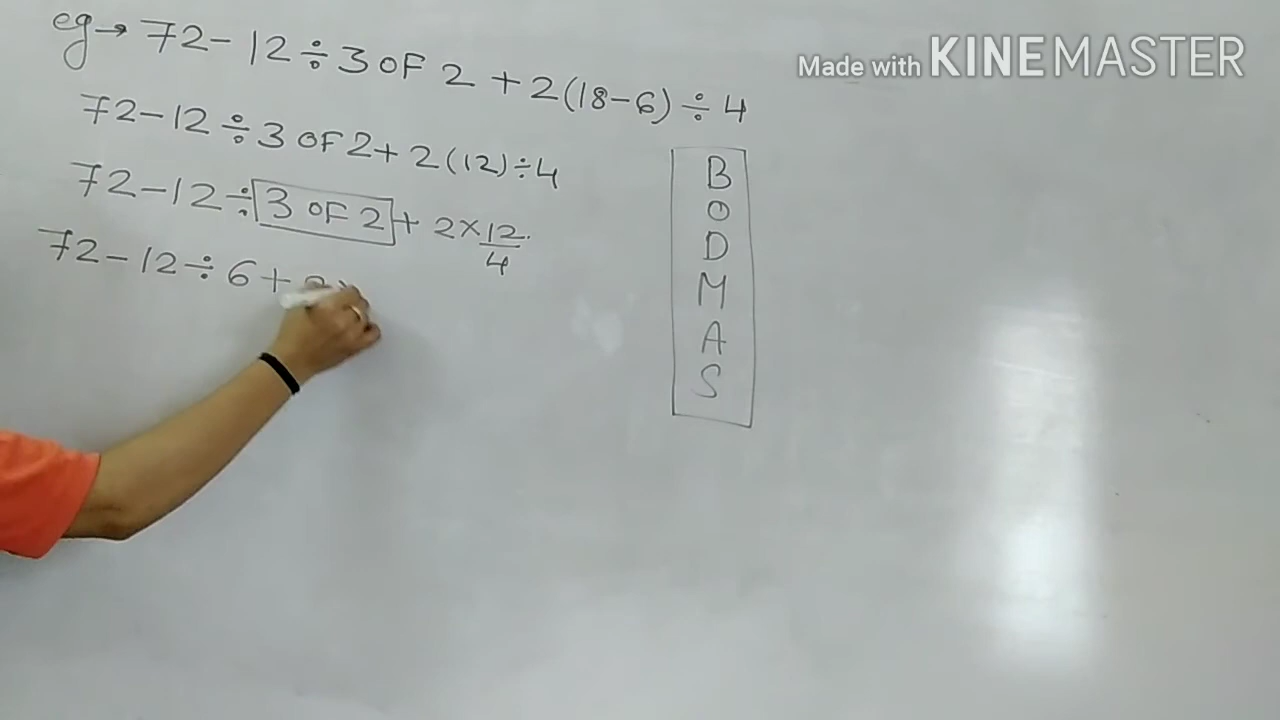 eg → 72 - 12 ÷ 3 OF 2 + 2(18-6) ÷ 4
72 - 12 ÷ 3 OF 2 + 2(12) ÷ 4
72 - 12 ÷ 3 OF 2 + 2 × 12/4
72 - 12 ÷ 6 +
B
O
D
M
A
S
Made with KINEMASTER